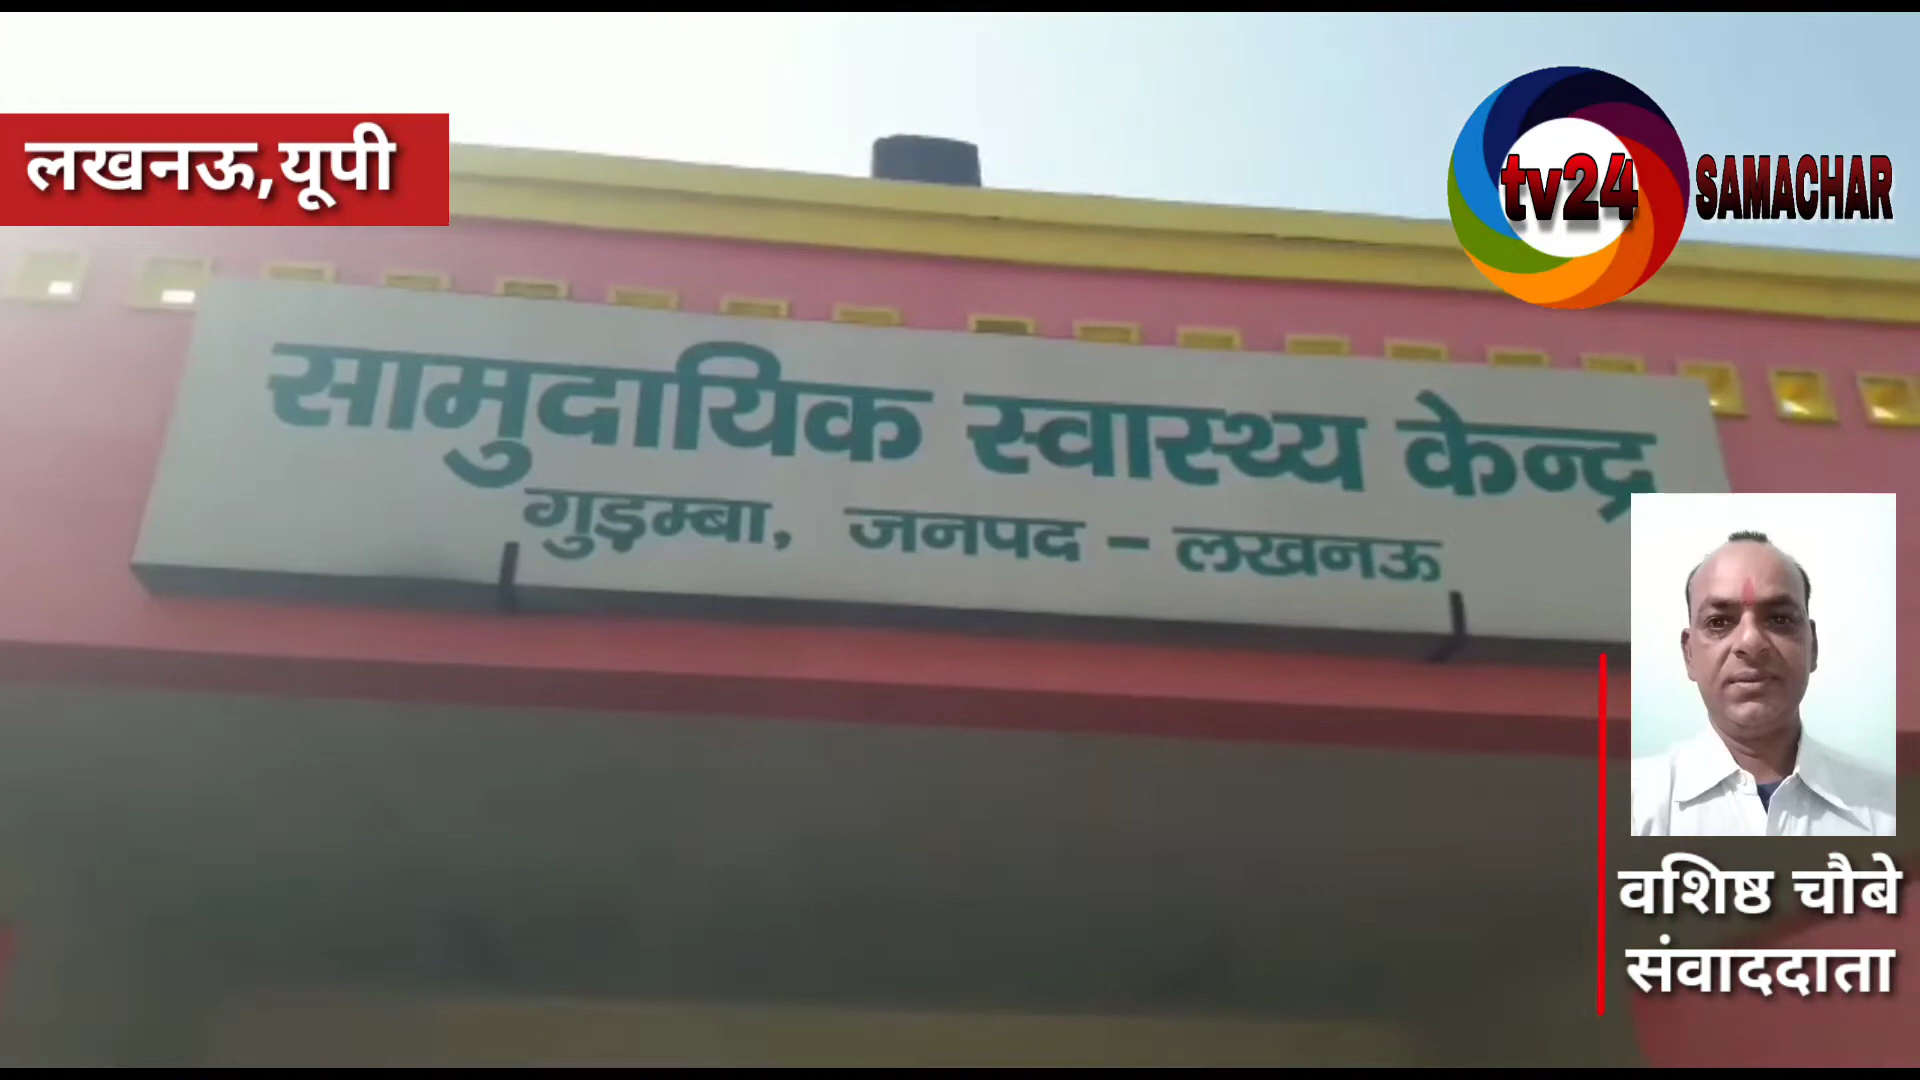 लखनऊ,यूपी
tv24 SAMACHAR
सामुदायिक स्वास्थ्य केन्द्र
गुड़म्बा, जनपद - लखनऊ
वशिष्ठ चौबे
संवाददाता